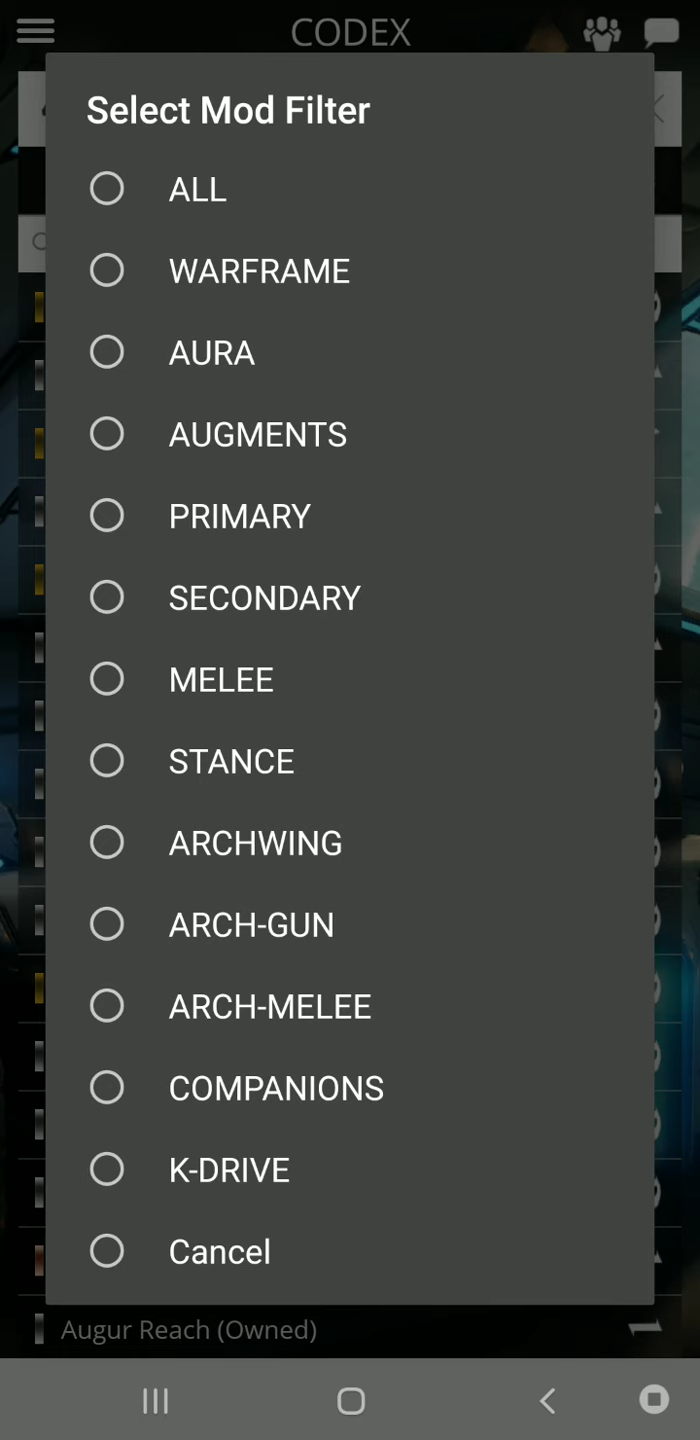 CODEX
Select Mod Filter
ALL
WARFRAME
AURA
AUGMENTS
PRIMARY
SECONDARY
MELEE
STANCE
ARCHWING
ARCH-GUN
ARCH-MELEE
COMPANIONS
K-DRIVE
Cancel
Augur Reach (Owned)